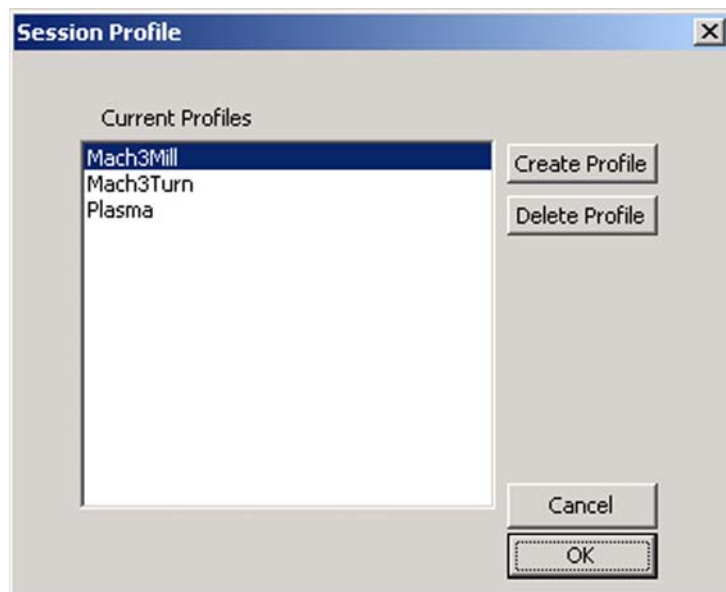 Session Profile
Current Profiles
Mach3Mill
Mach3Turn
Plasma
Create Profile
Delete Profile
Cancel
OK